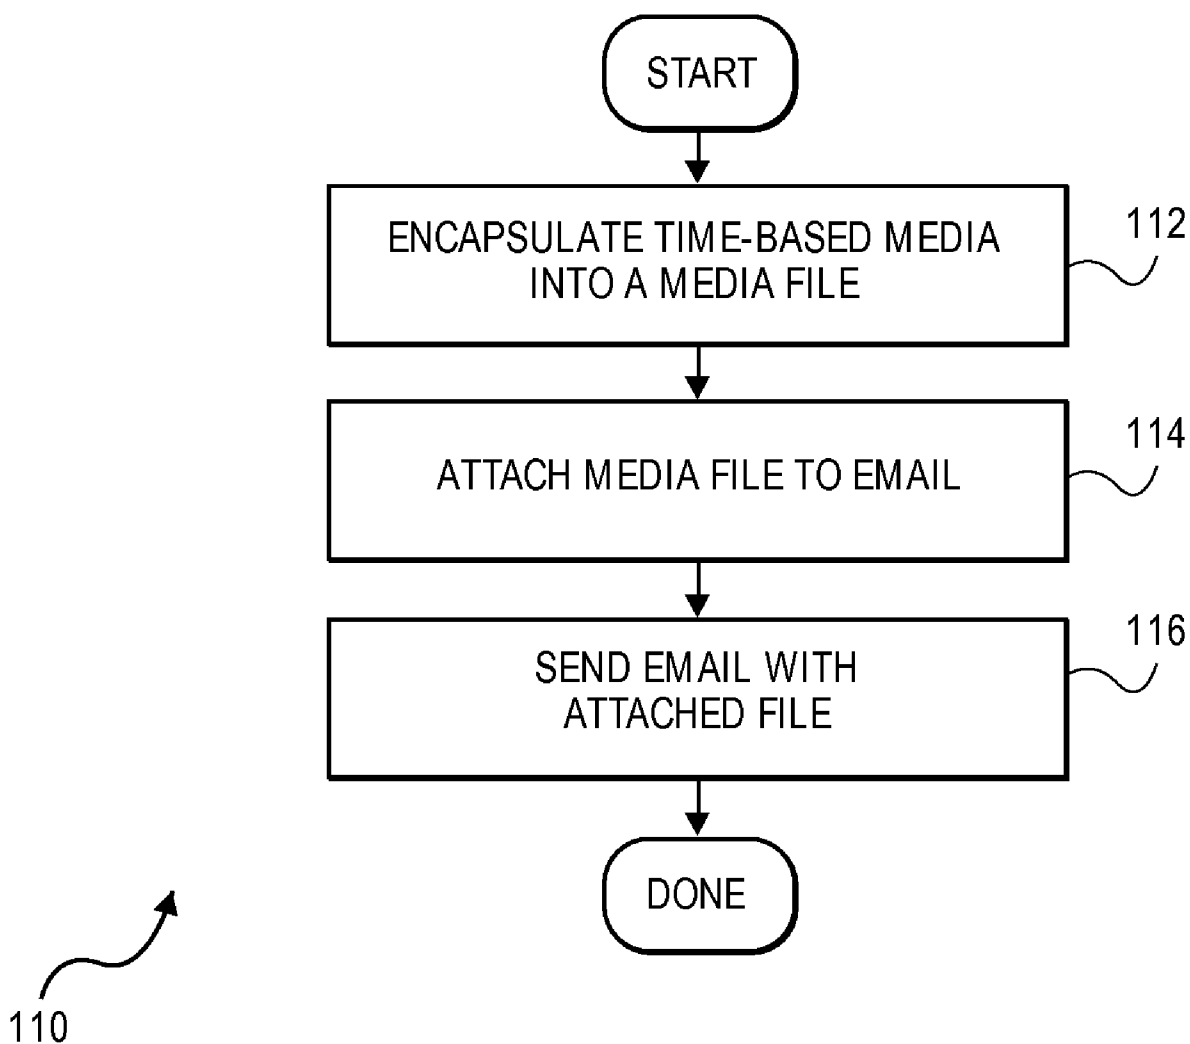 START
ENCAPSULATE TIME-BASED MEDIA
INTO A MEDIA FILE
112
ATTACH MEDIA FILE TO EMAIL
114
SEND EMAIL WITH
ATTACHED FILE
116
DONE
110